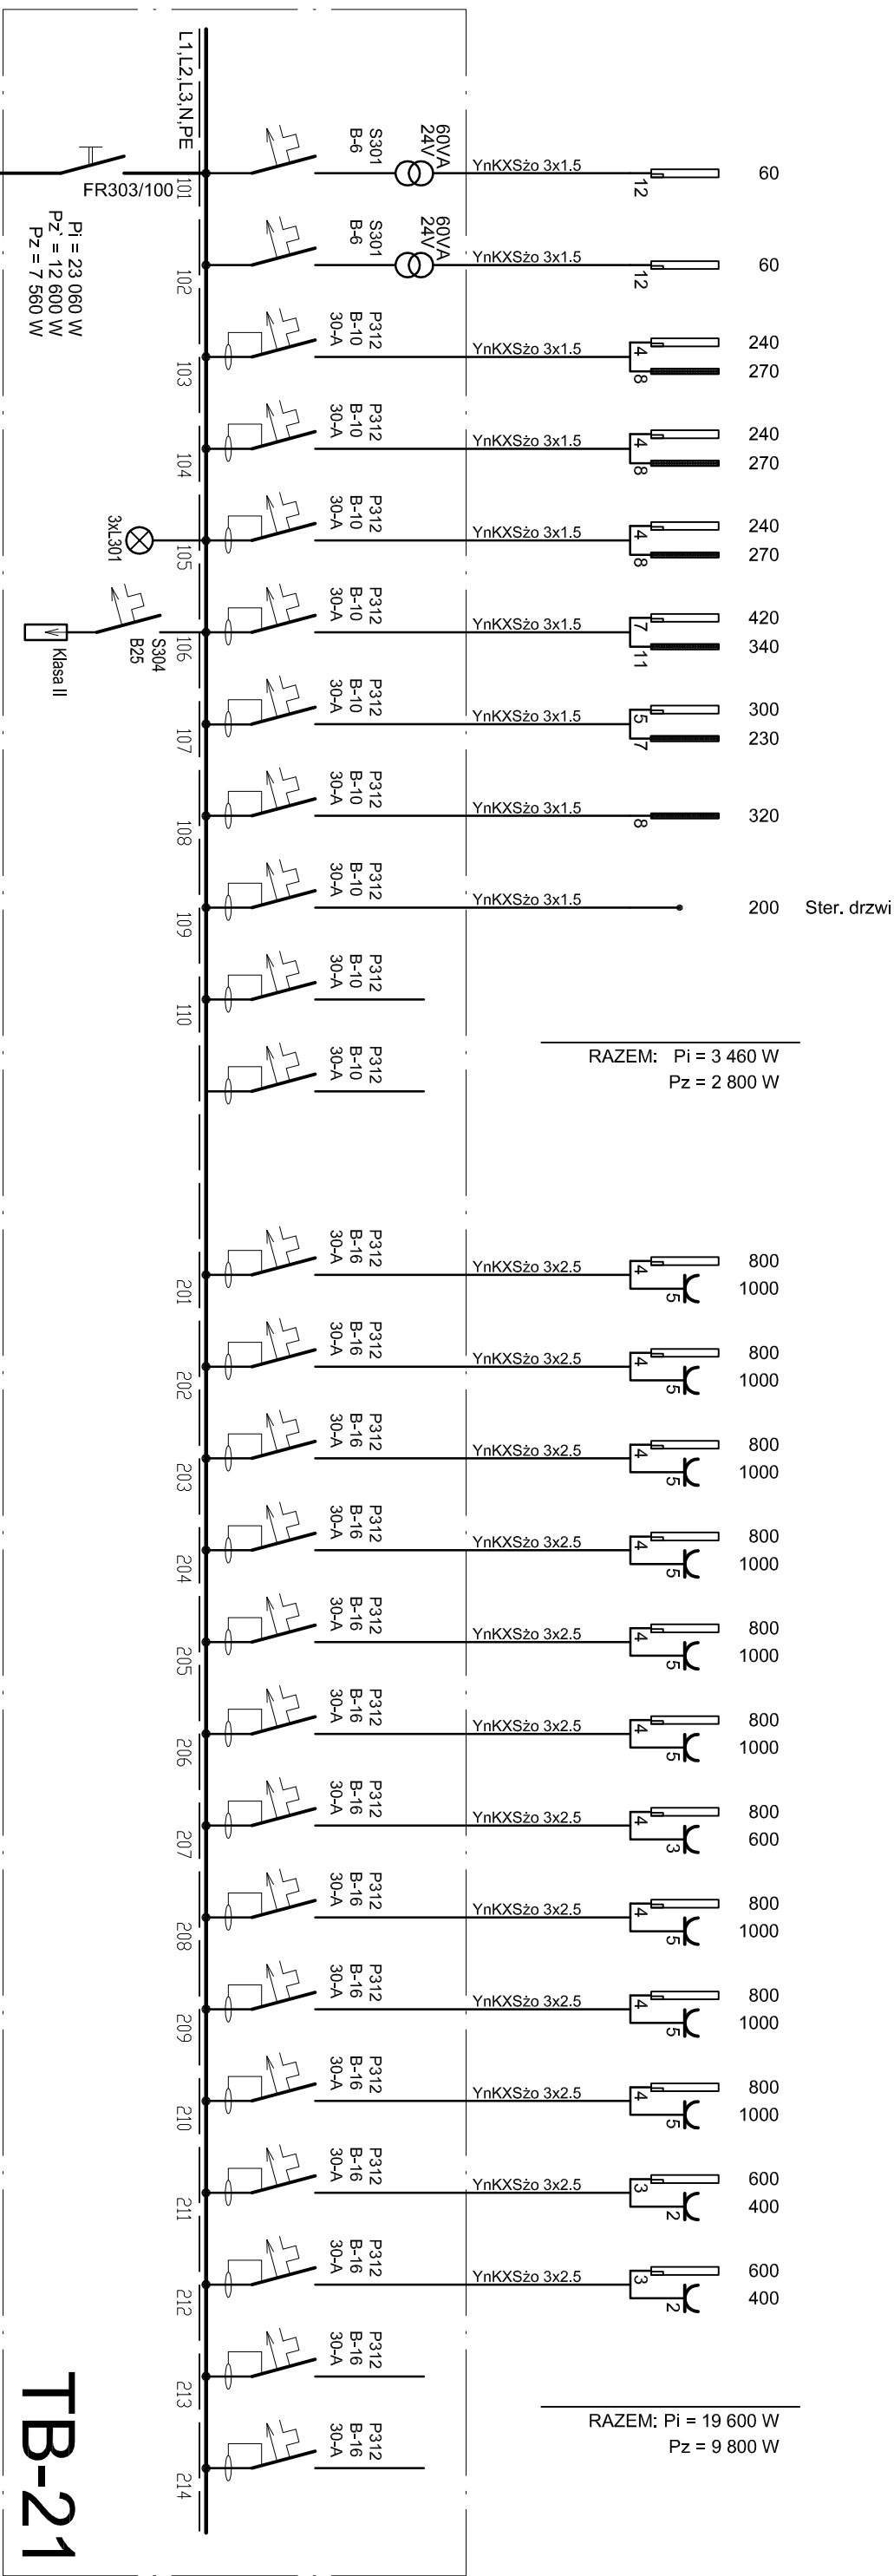 L1,L2,L3,N,PE
FR303/100
Pi = 23 060 W
Pz` = 12 600 W
Pz = 7 560 W
3xL301
S304
B25
Klasa II
101
S301
B-6
60VA
24V
YnKXSżo 3x1.5
12
60
102
S301
B-6
60VA
24V
YnKXSżo 3x1.5
12
60
103
P312
B-10
30-A
YnKXSżo 3x1.5
4
8
240
270
104
P312
B-10
30-A
YnKXSżo 3x1.5
4
8
240
270
105
P312
B-10
30-A
YnKXSżo 3x1.5
4
8
240
270
106
P312
B-10
30-A
YnKXSżo 3x1.5
7
11
420
340
107
P312
B-10
30-A
YnKXSżo 3x1.5
5
7
300
230
108
P312
B-10
30-A
YnKXSżo 3x1.5
8
320
109
P312
B-10
30-A
YnKXSżo 3x1.5
200 Ster. drzwi
110
P312
B-10
30-A
P312
B-10
30-A
RAZEM: Pi = 3 460 W
Pz = 2 800 W
201
P312
B-16
30-A
YnKXSżo 3x2.5
4
5
800
1000
202
P312
B-16
30-A
YnKXSżo 3x2.5
4
5
800
1000
203
P312
B-16
30-A
YnKXSżo 3x2.5
4
5
800
1000
204
P312
B-16
30-A
YnKXSżo 3x2.5
4
5
800
1000
205
P312
B-16
30-A
YnKXSżo 3x2.5
4
5
800
1000
206
P312
B-16
30-A
YnKXSżo 3x2.5
4
5
800
1000
207
P312
B-16
30-A
YnKXSżo 3x2.5
4
3
800
600
208
P312
B-16
30-A
YnKXSżo 3x2.5
4
5
800
1000
209
P312
B-16
30-A
YnKXSżo 3x2.5
4
5
800
1000
210
P312
B-16
30-A
YnKXSżo 3x2.5
4
5
800
1000
211
P312
B-16
30-A
YnKXSżo 3x2.5
3
2
600
400
212
P312
B-16
30-A
YnKXSżo 3x2.5
3
2
600
400
213
P312
B-16
30-A
214
P312
B-16
30-A
RAZEM: Pi = 19 600 W
Pz = 9 800 W
TB-21